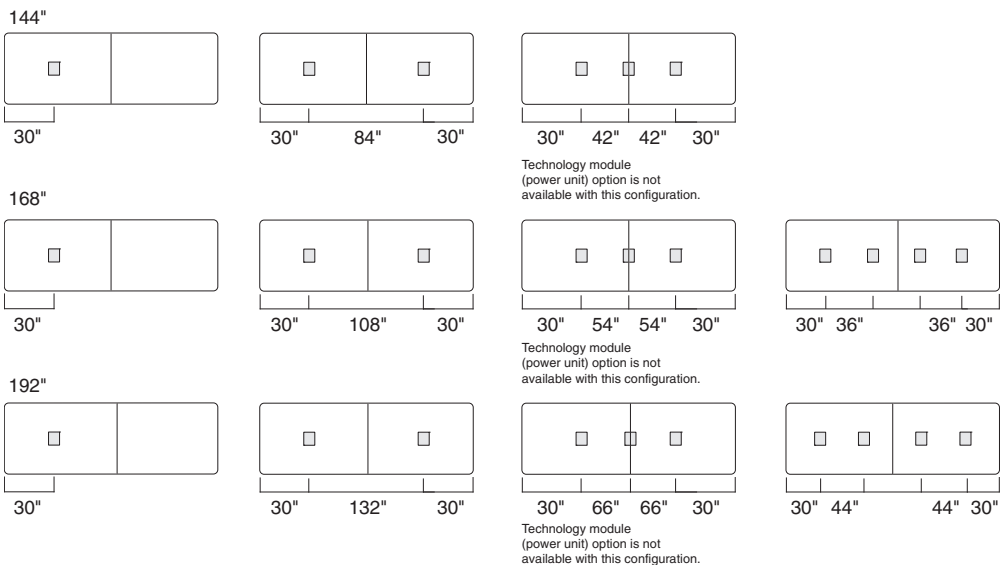 144"
30"
30" 84" 30"
30" 42" 42" 30"
Technology module
(power unit) option is not
available with this configuration.
168"
30"
30" 108" 30"
30" 54" 54" 30"
30" 36" 36" 30"
Technology module
(power unit) option is not
available with this configuration.
192"
30"
30" 132" 30"
30" 66" 66" 30"
30" 44" 44" 30"
Technology module
(power unit) option is not
available with this configuration.